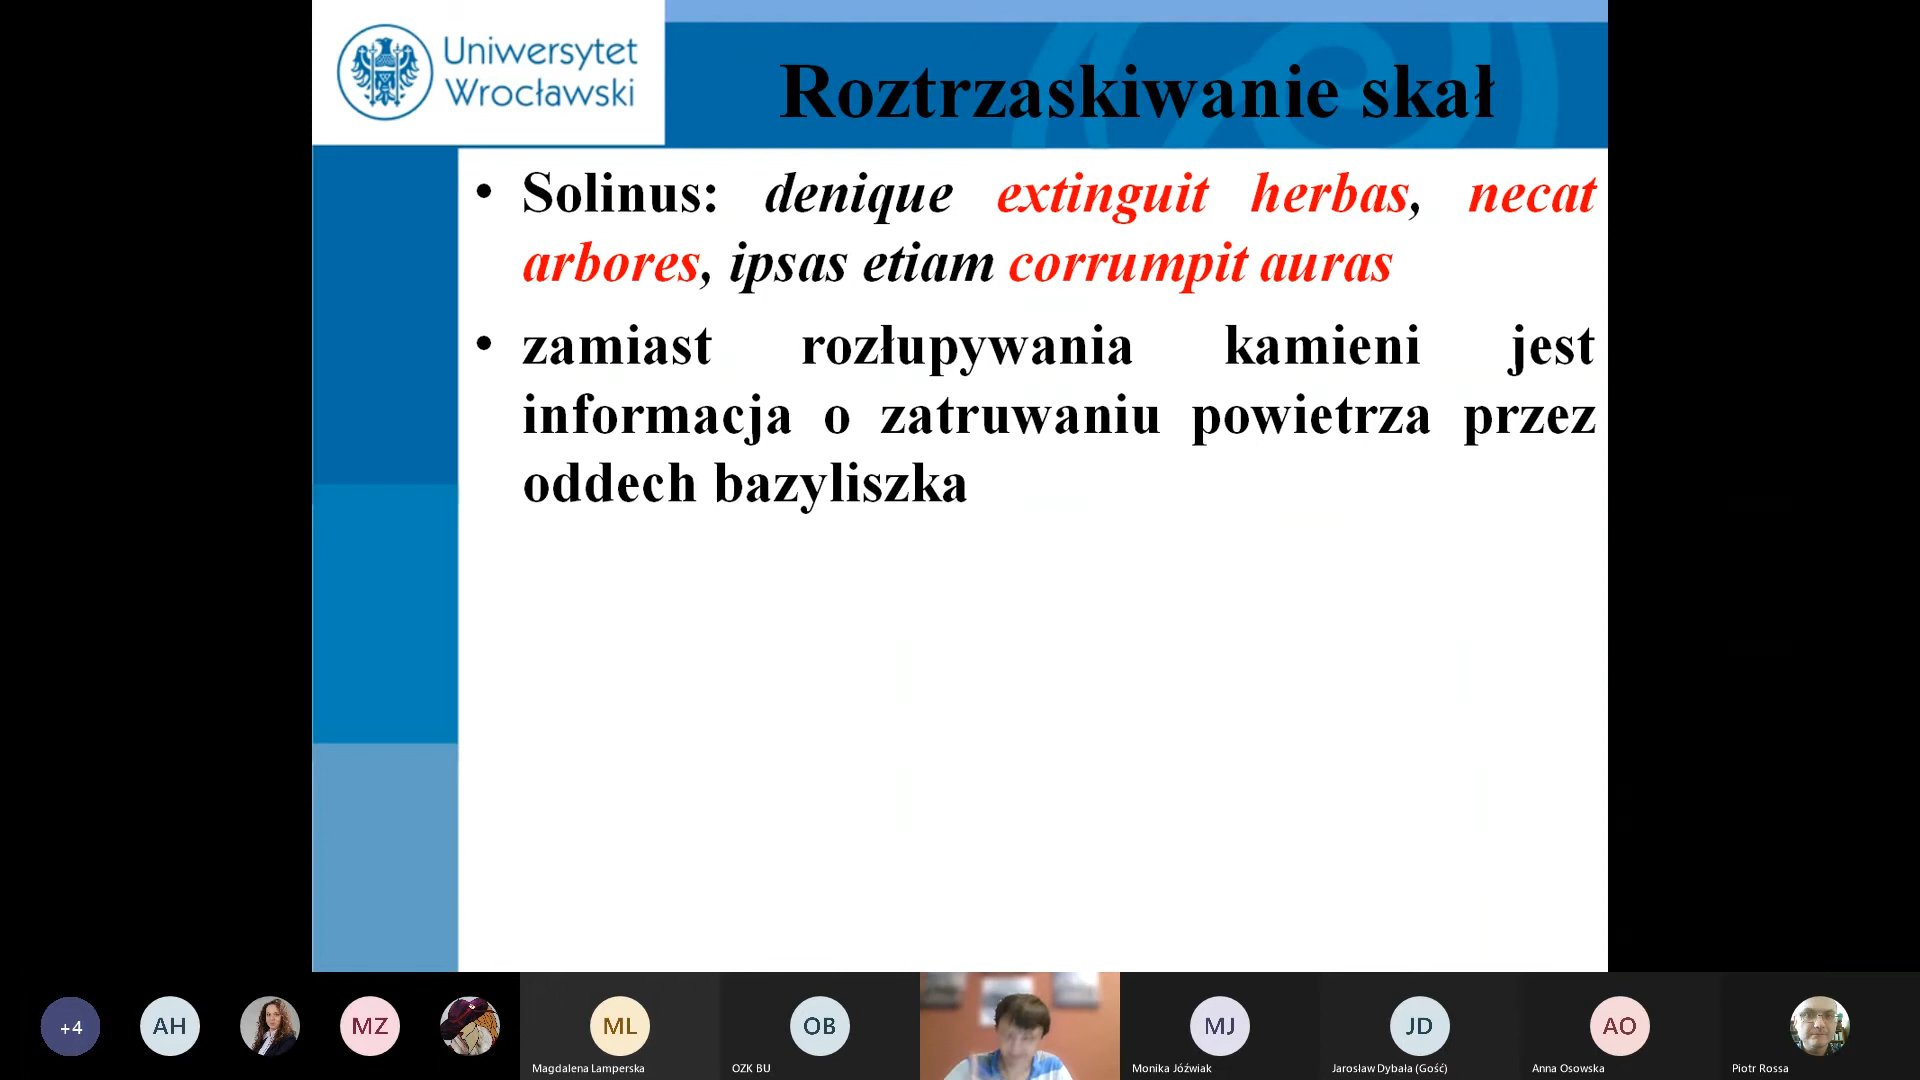 Uniwersytet
Wrocławski
Roztrzaskiwanie skał
• Solinus: denique extinguit herbas, necat
arbores, ipsas etiam corrumpit auras
• zamiast rozłupywania kamieni jest
informacja o zatruwaniu powietrza przez
oddech bazyliszka
+4
AH
MZ
ML
OB
MJ
JD
AO
Magdalena Lamperska
OZK BU
Monika Jóźwiak
Jarosław Dybała (Gość)
Anna Osowska
Piotr Rossa